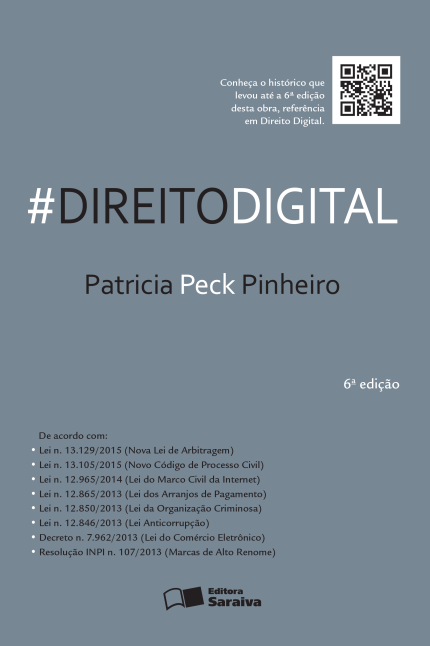 Conheça o histórico que
levou até a 6ª edição
desta obra, referência
em Direito Digital.
#DIREITODIGITAL
Patricia Peck Pinheiro
6ª edição
De acordo com:
• Lei n. 13.129/2015 (Nova Lei de Arbitragem)
• Lei n. 13.105/2015 (Novo Código de Processo Civil)
• Lei n. 12.965/2014 (Lei do Marco Civil da Internet)
• Lei n. 12.865/2013 (Lei dos Arranjos de Pagamento)
• Lei n. 12.850/2013 (Lei da Organização Criminosa)
• Lei n. 12.846/2013 (Lei Anticorrupção)
• Decreto n. 7.962/2013 (Lei do Comércio Eletrônico)
• Resolução INPI n. 107/2013 (Marcas de Alto Renome)
Editora
Saraiva